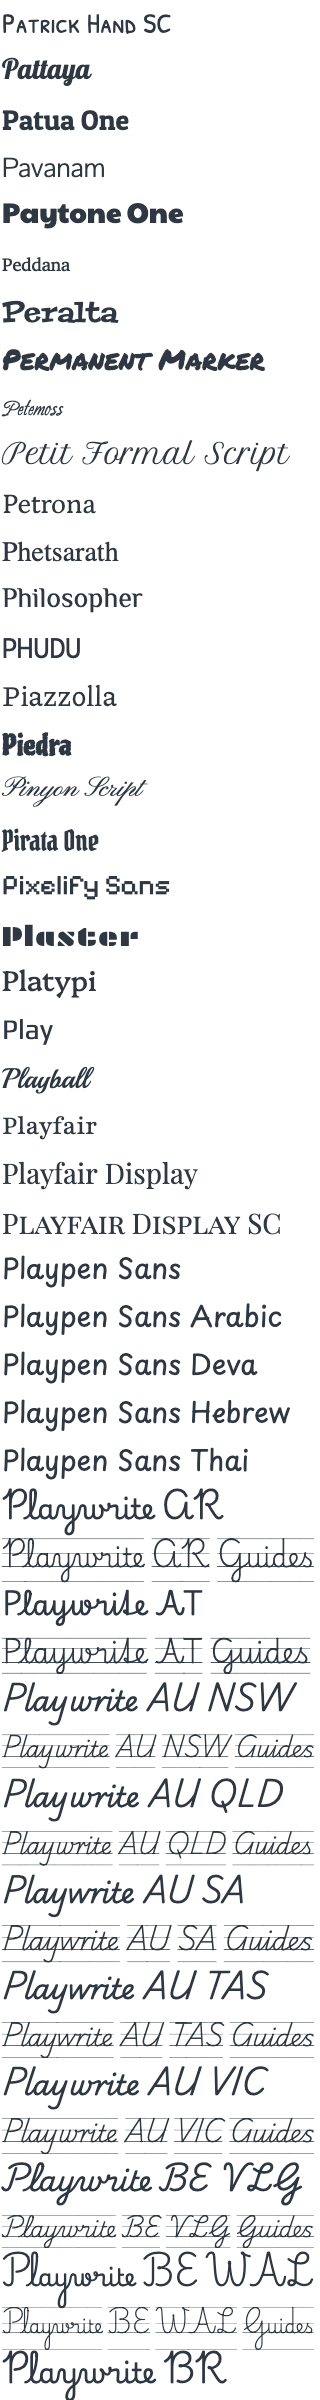 Patrick Hand SC
Pattaya
Patua One
Pavanam
Paytone One
Peddana
Peralta
Permanent Marker
Petemoss
Petit Formal Script
Petrona
Phetsarath
Philosopher
PHUDU
Piazzolla
Piedra
Pinyon Script
Pirata One
Pixelify Sans
Plaster
Platypi
Play
Playball
Playfair
Playfair Display
Playfair Display SC
Playpen Sans
Playpen Sans Arabic
Playpen Sans Deva
Playpen Sans Hebrew
Playpen Sans Thai
Playwrite AR
Playwrite AR Guides
Playwrite AT
Playwrite AT Guides
Playwrite AU NSW
Playwrite AU NSW Guides
Playwrite AU QLD
Playwrite AU QLD Guides
Playwrite AU SA
Playwrite AU SA Guides
Playwrite AU TAS
Playwrite AU TAS Guides
Playwrite AU VIC
Playwrite AU VIC Guides
Playwrite BE VLG
Playwrite BE VLG Guides
Playwrite BE WAL
Playwrite BE WAL Guides
Playwrite BR